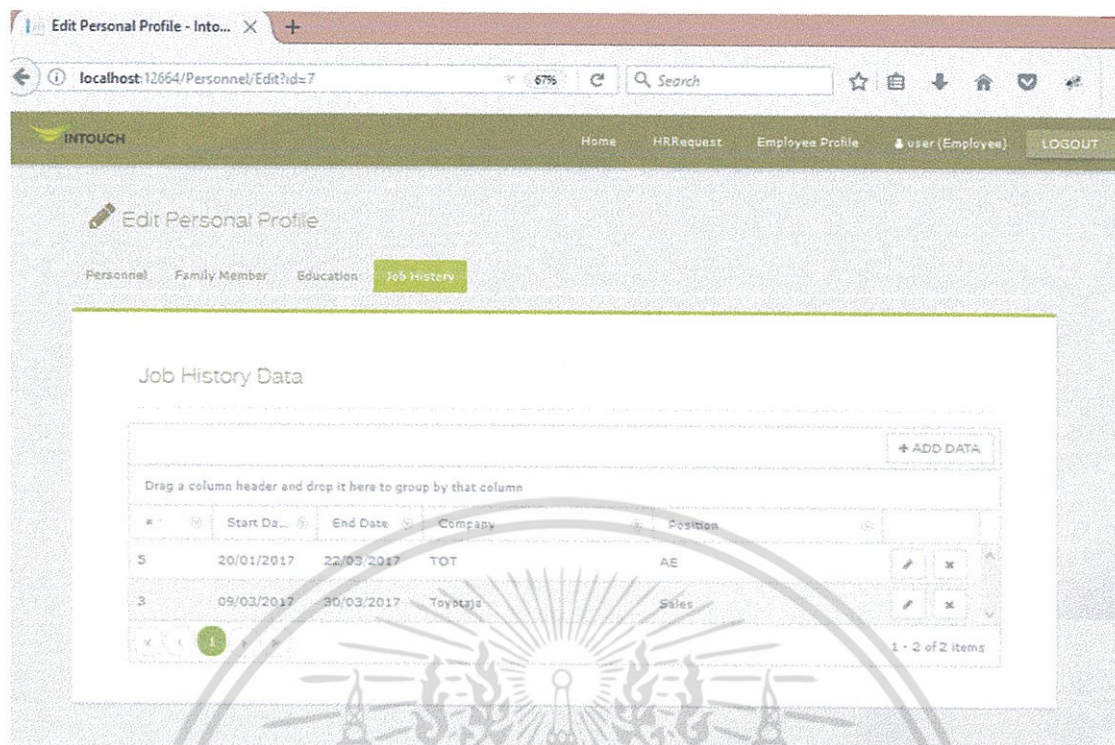 Edit Personal Profile - Into...
localhost:12664/Personnel/Edit?id=7 67% Search
INTOUCH Home HRRequest Employee Profile user (Employee) LOGOUT
Edit Personal Profile
Personnel Family Member Education Job History
Job History Data
+ ADD DATA
Drag a column header and drop it here to group by that column
# Start Da... End Date Company Position
5 20/01/2017 22/03/2017 TOT AE
3 09/03/2017 30/03/2017 Toyotaja Sales
1 1 - 2 of 2 items